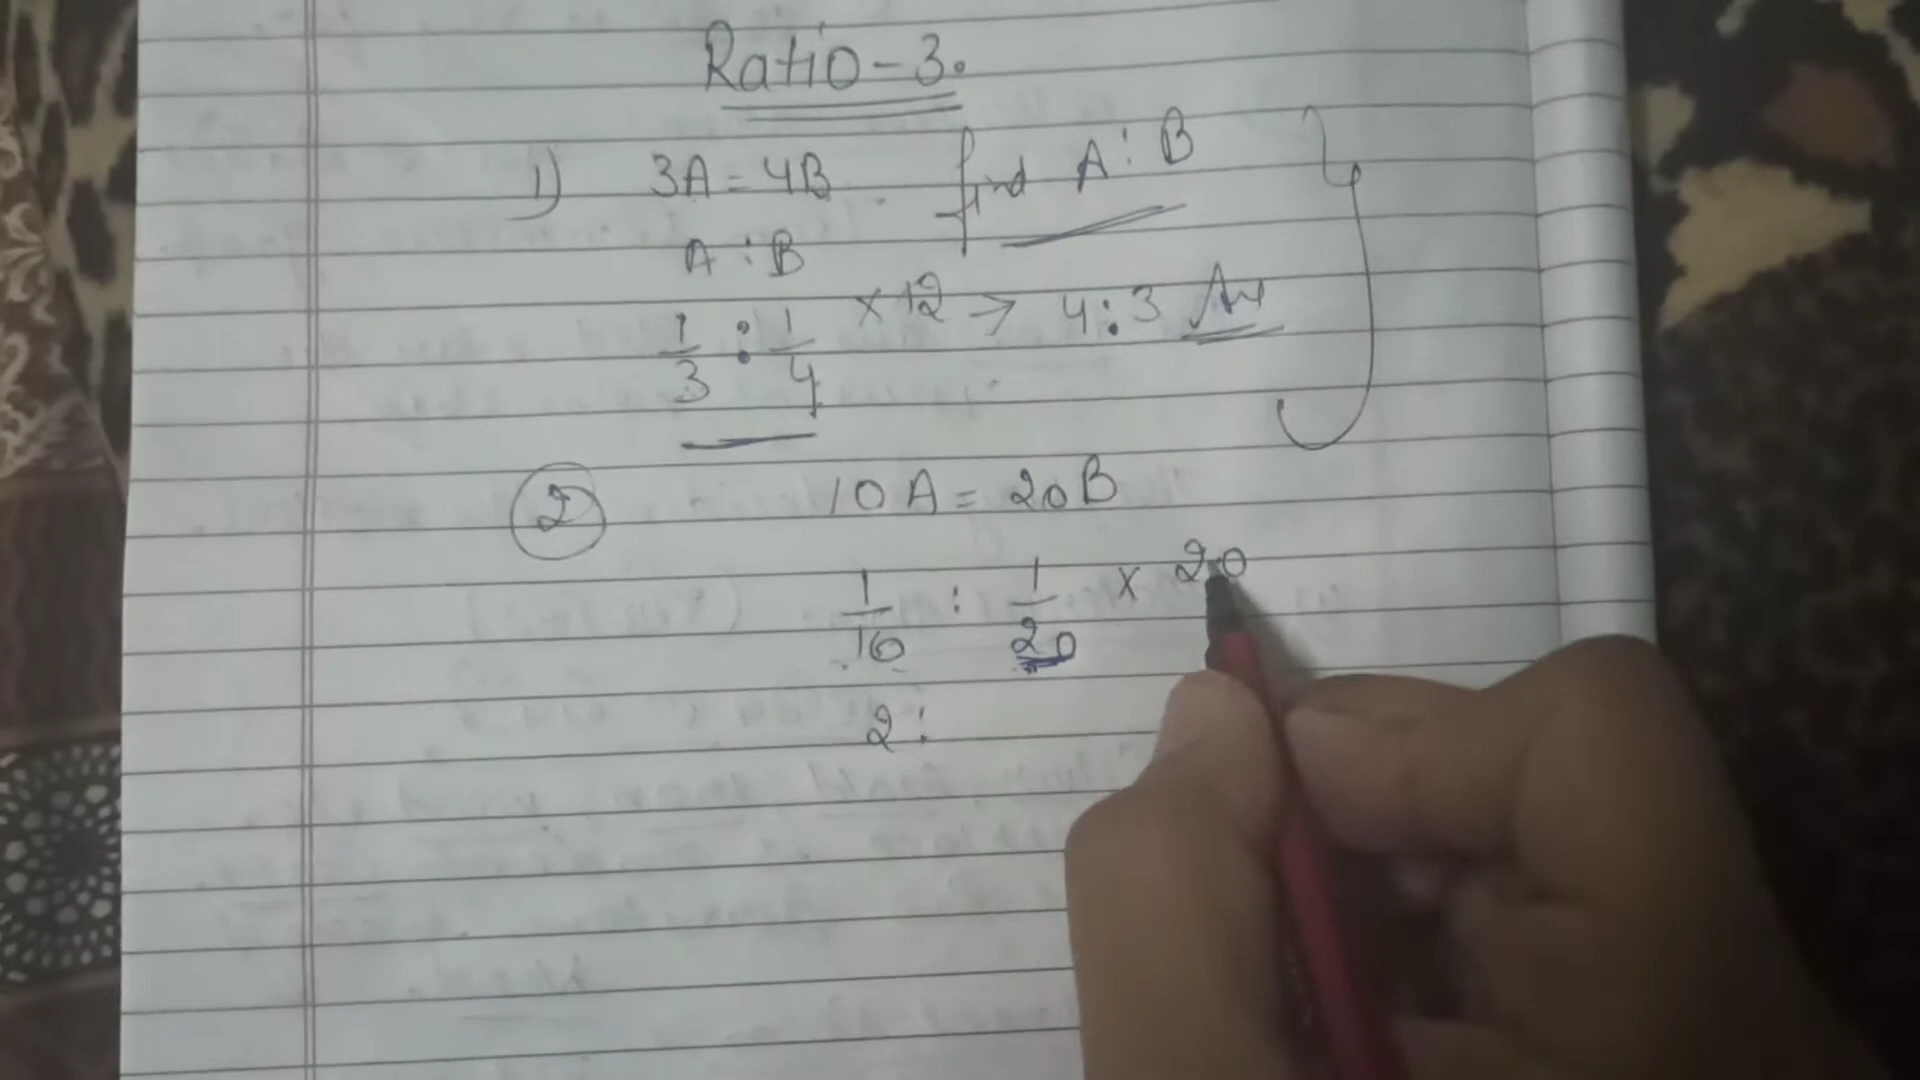 Ratio-3.
1) 3A = 4B find A : B
A : B
1/3 : 1/4 × 12 → 4:3 Ans
2 10A = 20B
1/10 : 1/20 × 20
2 :